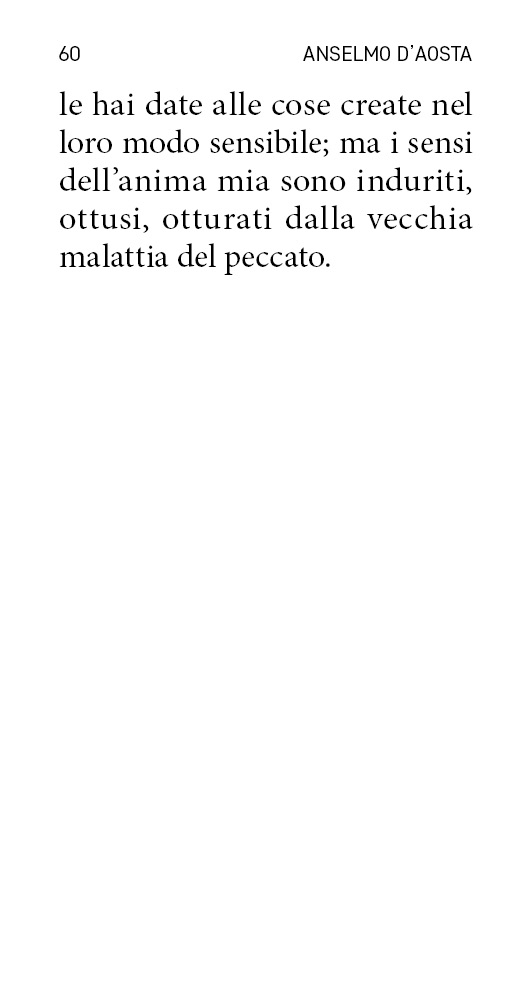 60 ANSELMO D’AOSTA
le hai date alle cose create nel
loro modo sensibile; ma i sensi
dell’anima mia sono induriti,
ottusi, otturati dalla vecchia
malattia del peccato.